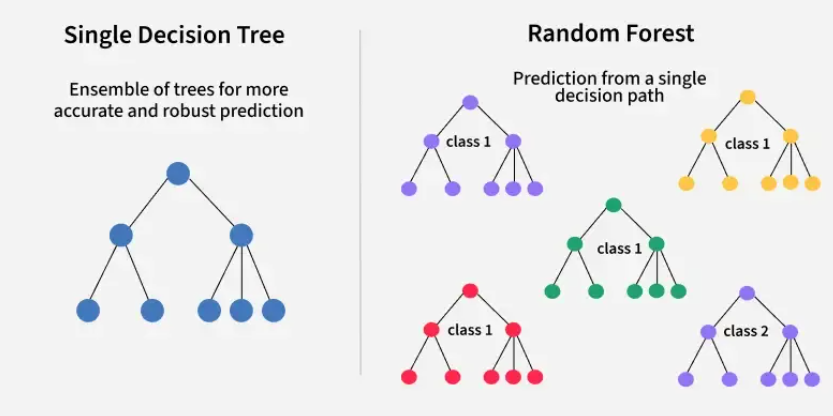 Single Decision Tree
Ensemble of trees for more
accurate and robust prediction
Random Forest
Prediction from a single
decision path
class 1
class 1
class 1
class 1
class 2